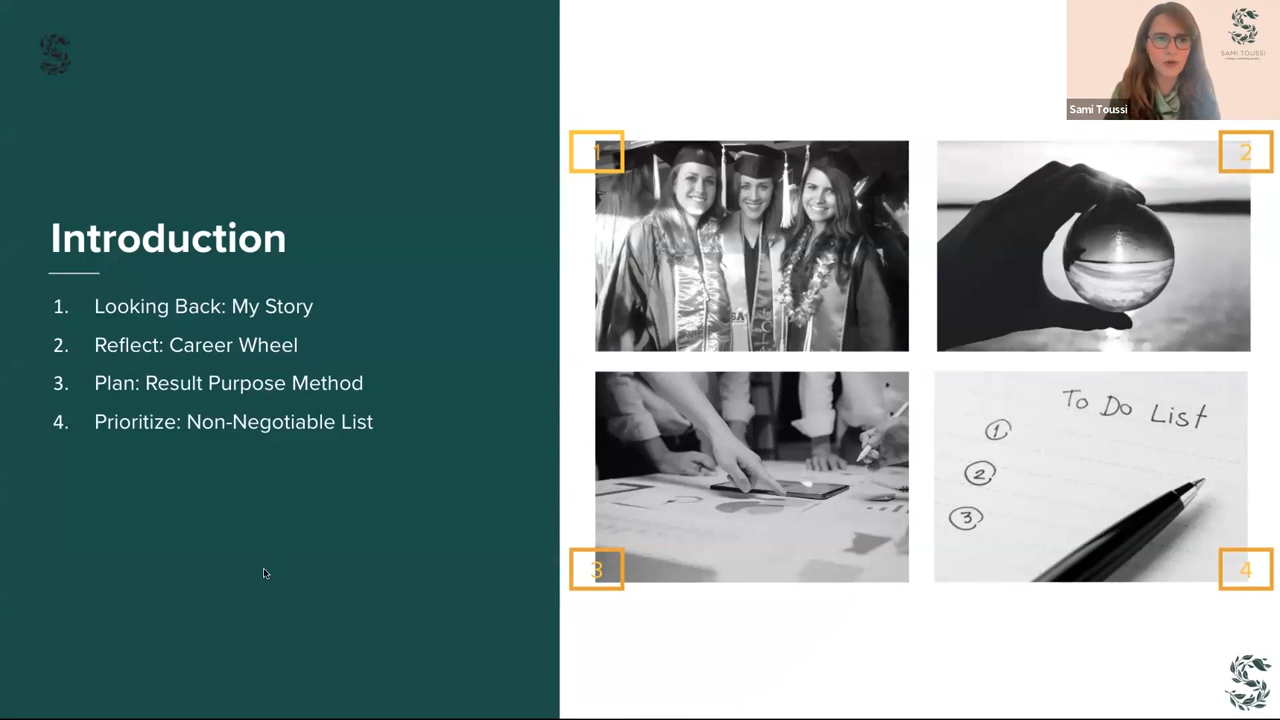 Introduction
1. Looking Back: My Story
2. Reflect: Career Wheel
3. Plan: Result Purpose Method
4. Prioritize: Non-Negotiable List
SAMI TOUSSI
Sami Toussi
1
2
To Do List
1
2
3
3
4